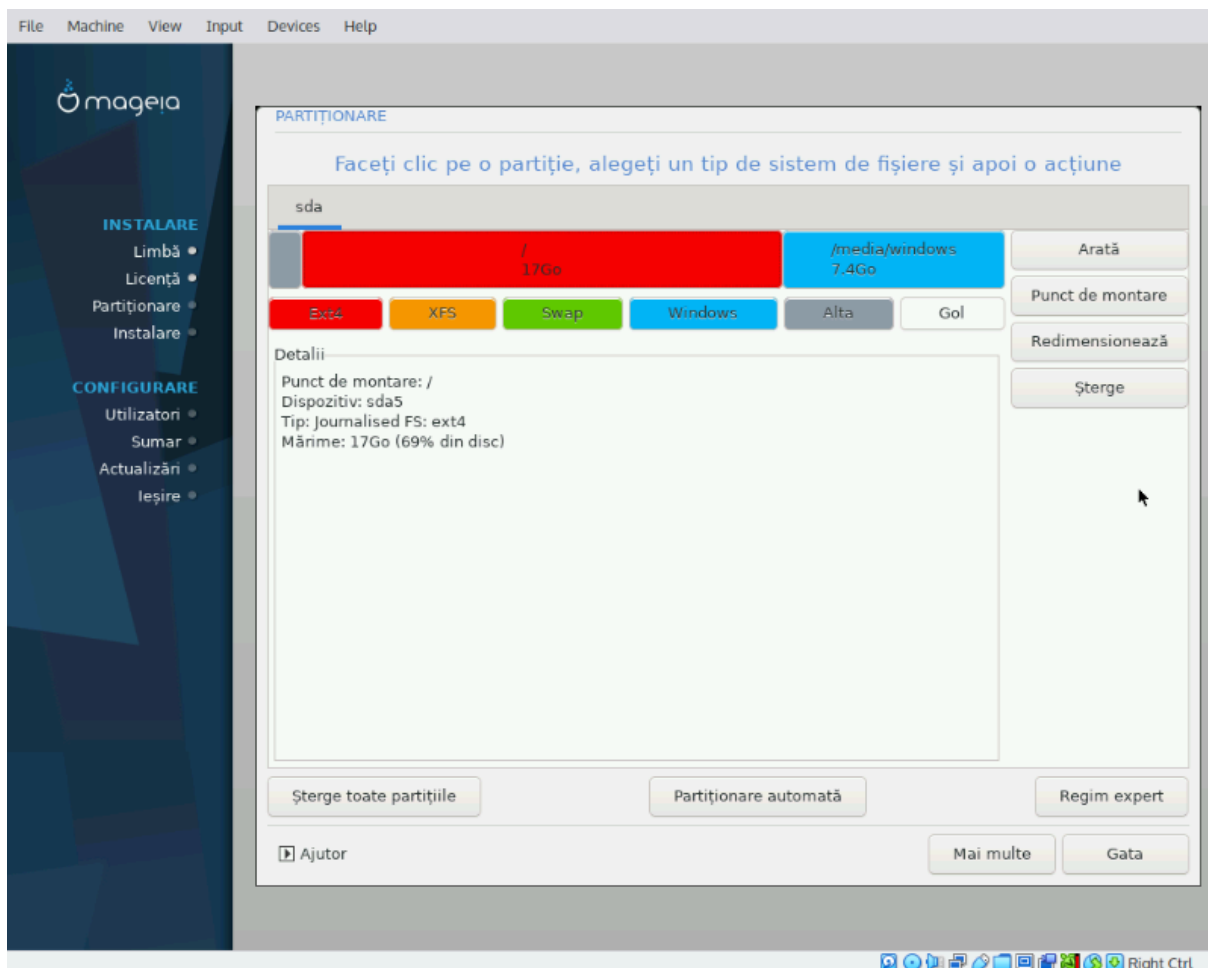 File Machine View Input Devices Help
mageia
INSTALARE
Limbă
Licență
Partiționare
Instalare
CONFIGURARE
Utilizatori
Sumar
Actualizări
Ieșire
PARTIȚIONARE
Faceți clic pe o partiție, alegeți un tip de sistem de fișiere și apoi o acțiune
sda
/
17Go
/media/windows
7.4Go
Ext4 XFS Swap Windows Alta Gol
Arată
Punct de montare
Redimensionează
Șterge
Detalii
Punct de montare: /
Dispozitiv: sda5
Tip: Journalised FS: ext4
Mărime: 17Go (69% din disc)
Șterge toate partițiile Partiționare automată Regim expert
Ajutor Mai multe Gata
Right Ctrl